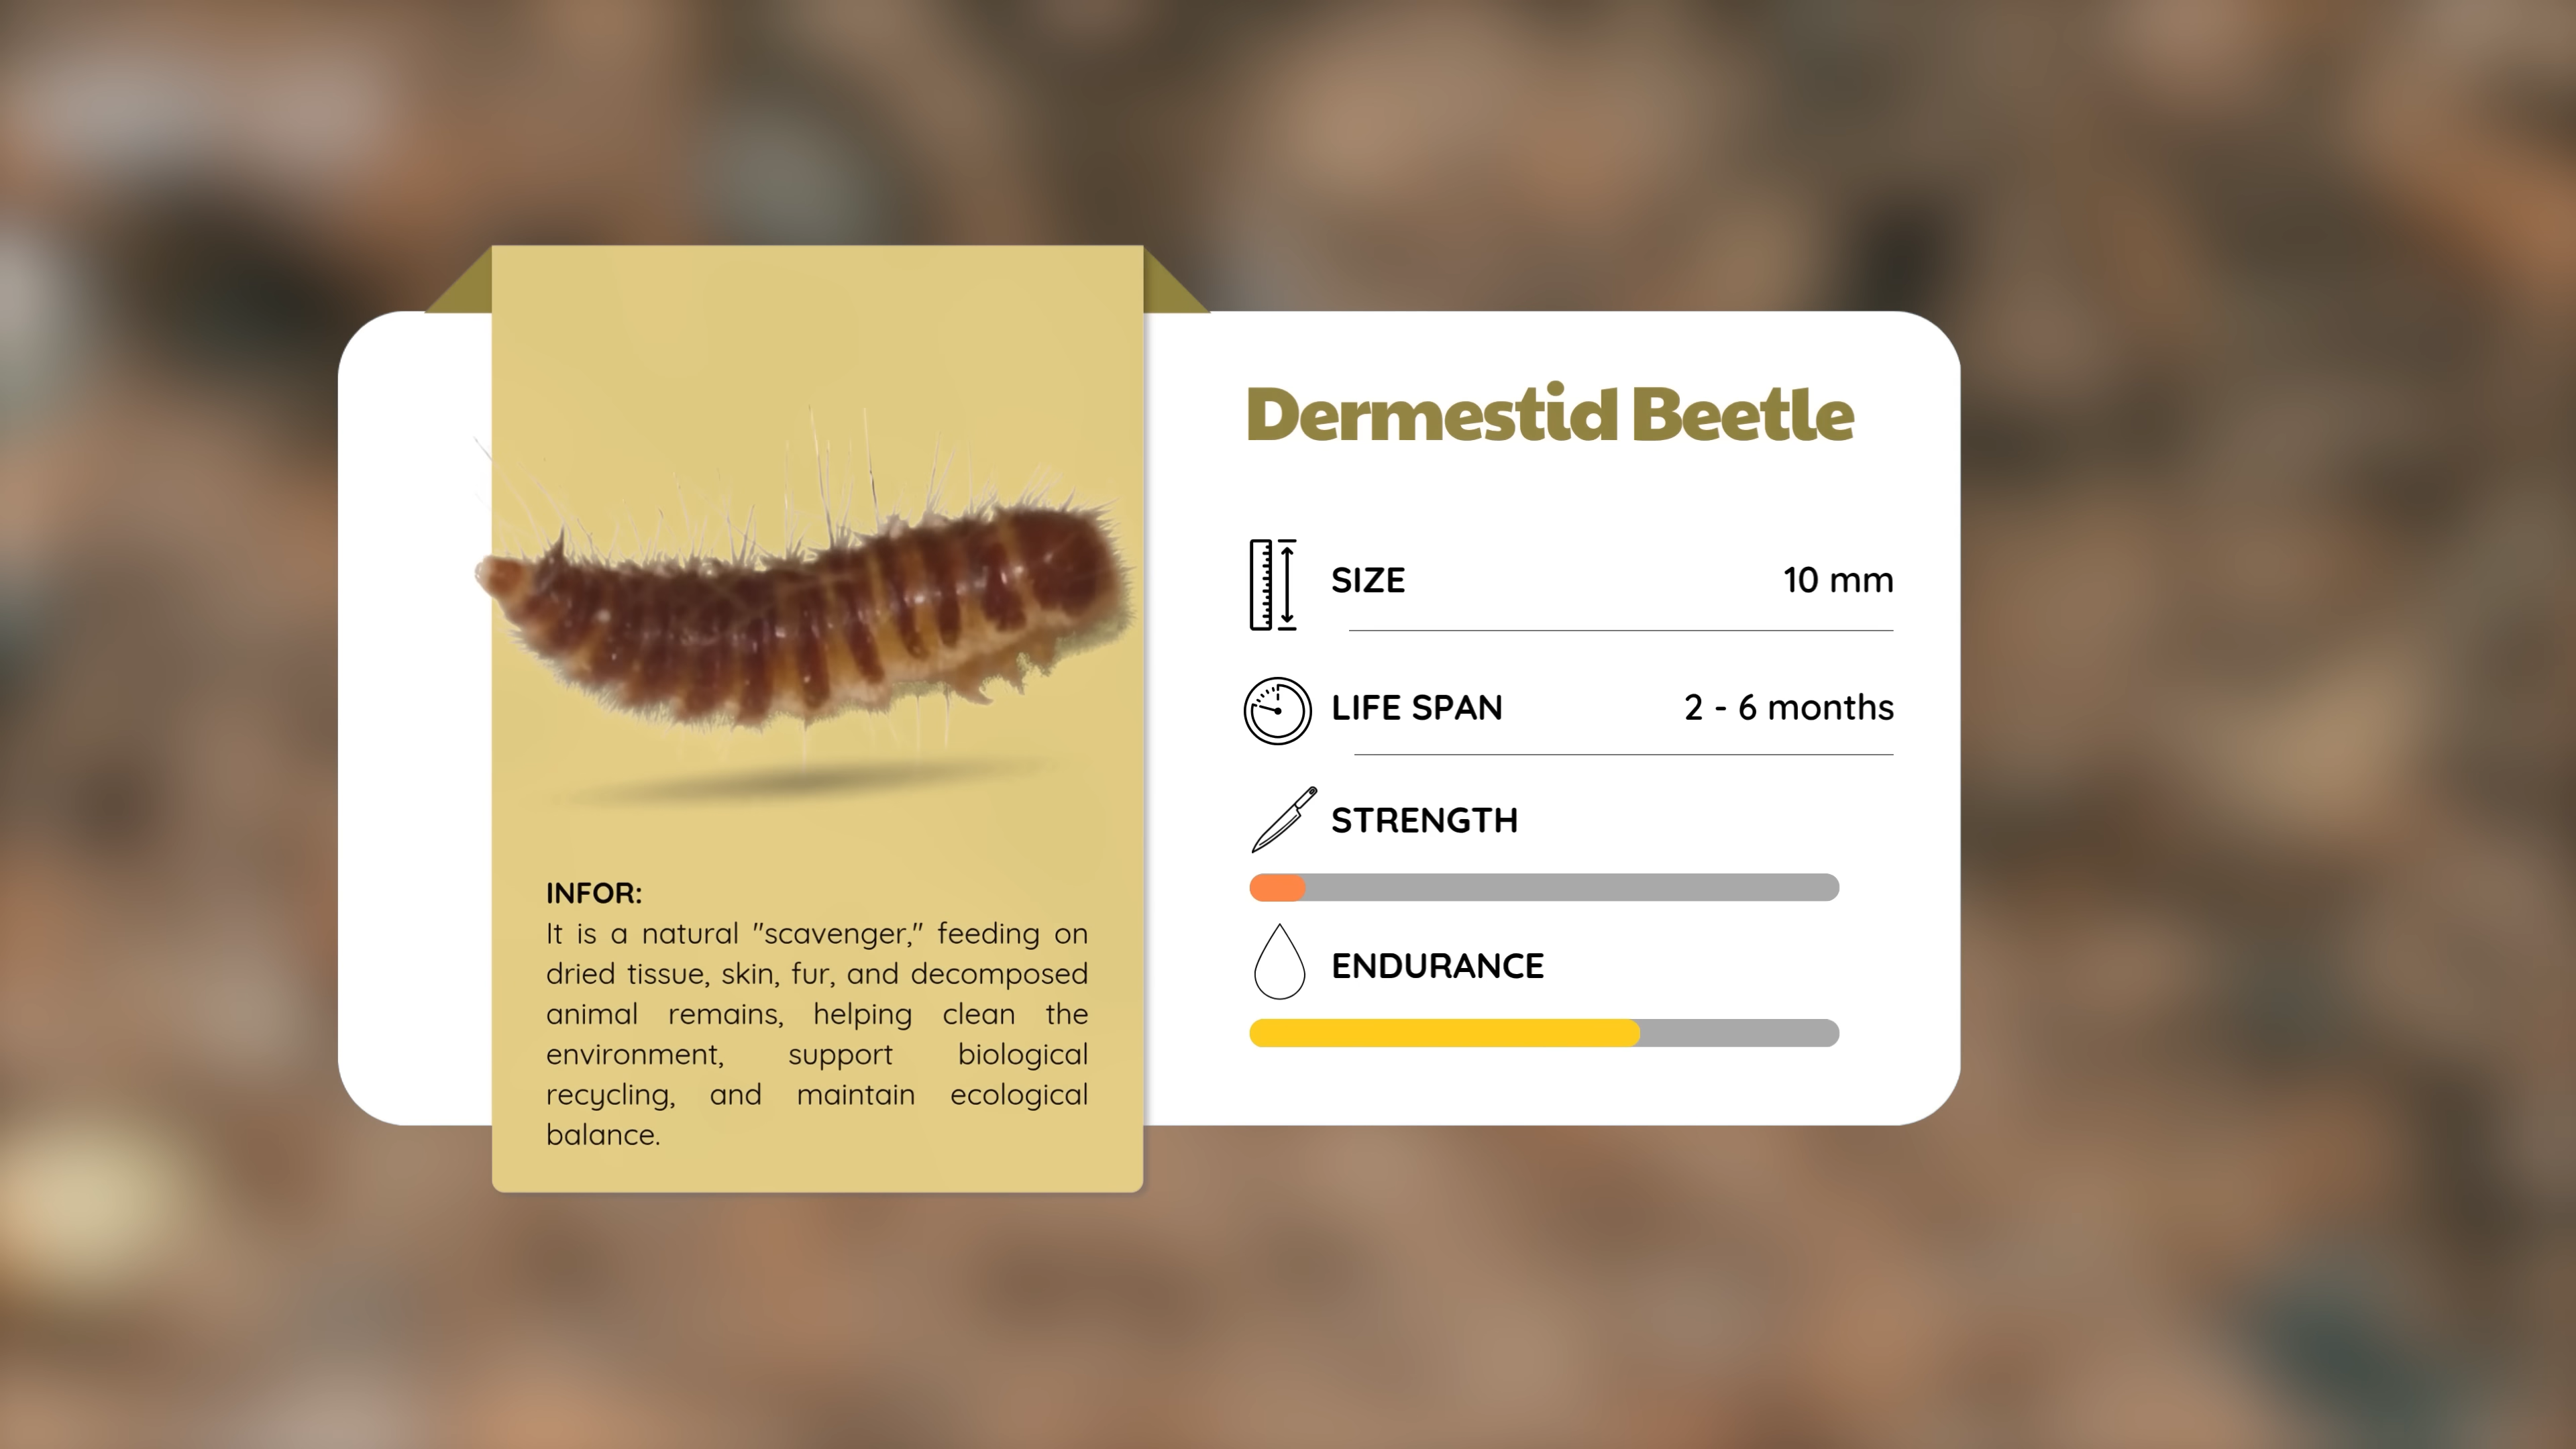 Dermestid Beetle
SIZE 10 mm
LIFE SPAN 2 - 6 months
STRENGTH
ENDURANCE
INFOR:
It is a natural "scavenger," feeding on
dried tissue, skin, fur, and decomposed
animal remains, helping clean the
environment, support biological
recycling, and maintain ecological
balance.